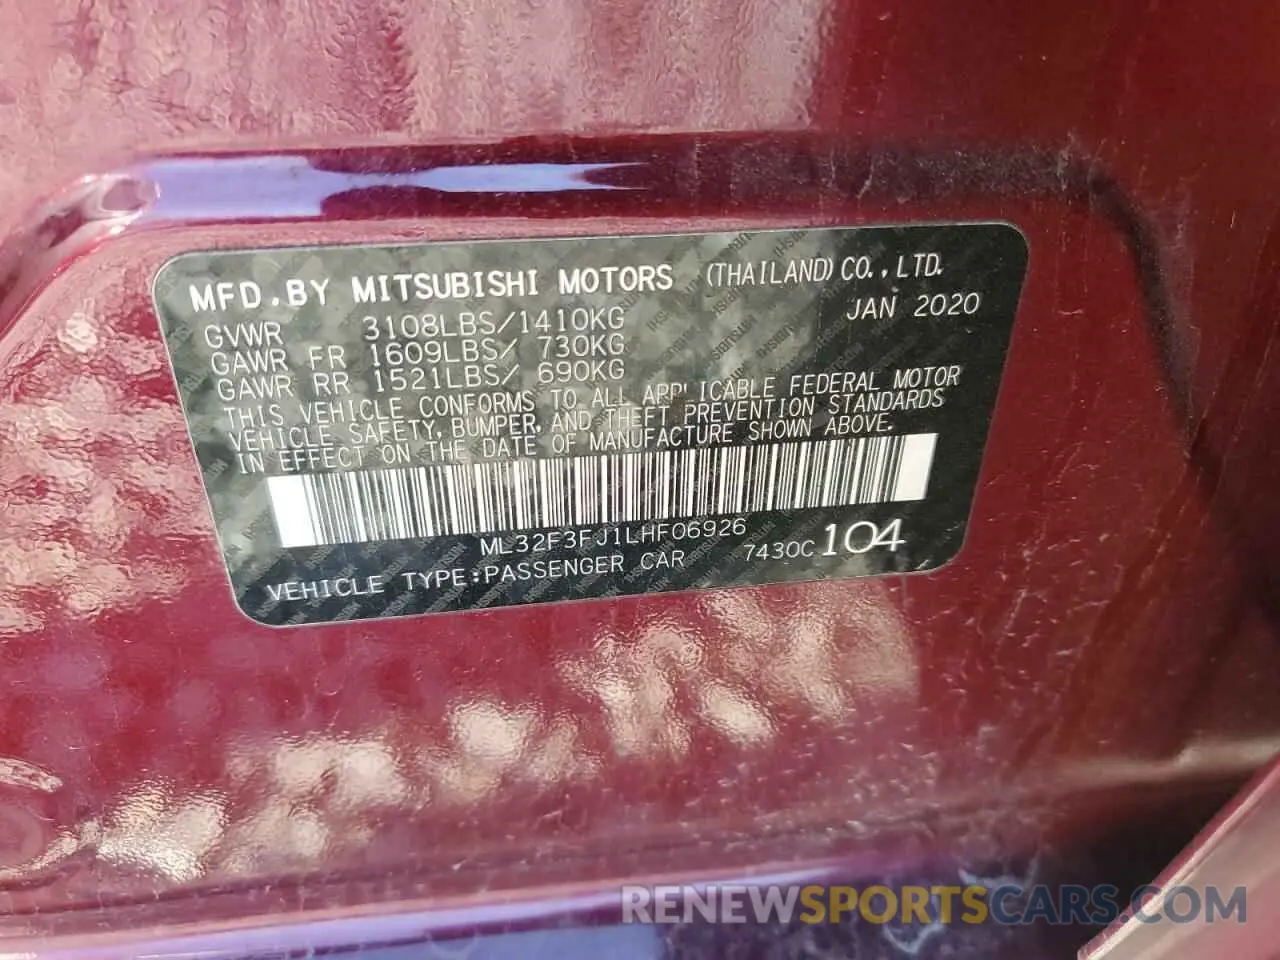 MFD.BY MITSUBISHI MOTORS (THAILAND)CO.,LTD.
JAN 2020
GVWR 3108LBS/1410KG
GAWR FR 1609LBS/ 730KG
GAWR RR 1521LBS/ 690KG
THIS VEHICLE CONFORMS TO ALL APPLICABLE FEDERAL MOTOR
VEHICLE SAFETY, BUMPER, AND THEFT PREVENTION STANDARDS
IN EFFECT ON THE DATE OF MANUFACTURE SHOWN ABOVE.
ML32F3FJ1LHF06926
VEHICLE TYPE:PASSENGER CAR 7430C 104
RENEWSPORTSCARS.COM